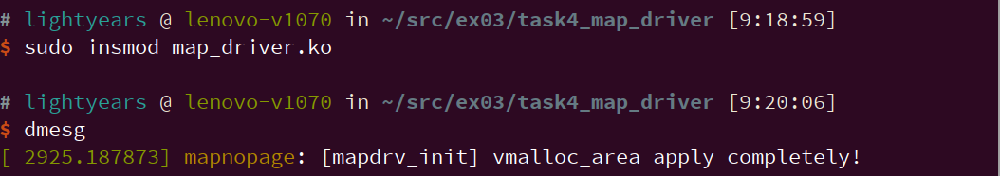 # lightyears @ lenovo-v1070 in ~/src/ex03/task4_map_driver [9:18:59]
$ sudo insmod map_driver.ko
# lightyears @ lenovo-v1070 in ~/src/ex03/task4_map_driver [9:20:06]
$ dmesg
[ 2925.187873] mapnopage: [mapdrv_init] vmalloc_area apply completely!